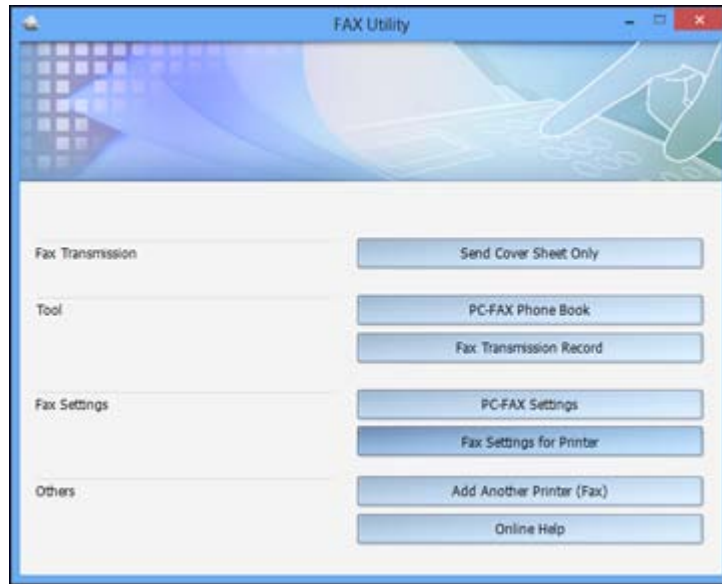 FAX Utility
Fax Transmission
Send Cover Sheet Only
Tool
PC-FAX Phone Book
Fax Transmission Record
Fax Settings
PC-FAX Settings
Fax Settings for Printer
Others
Add Another Printer (Fax)
Online Help